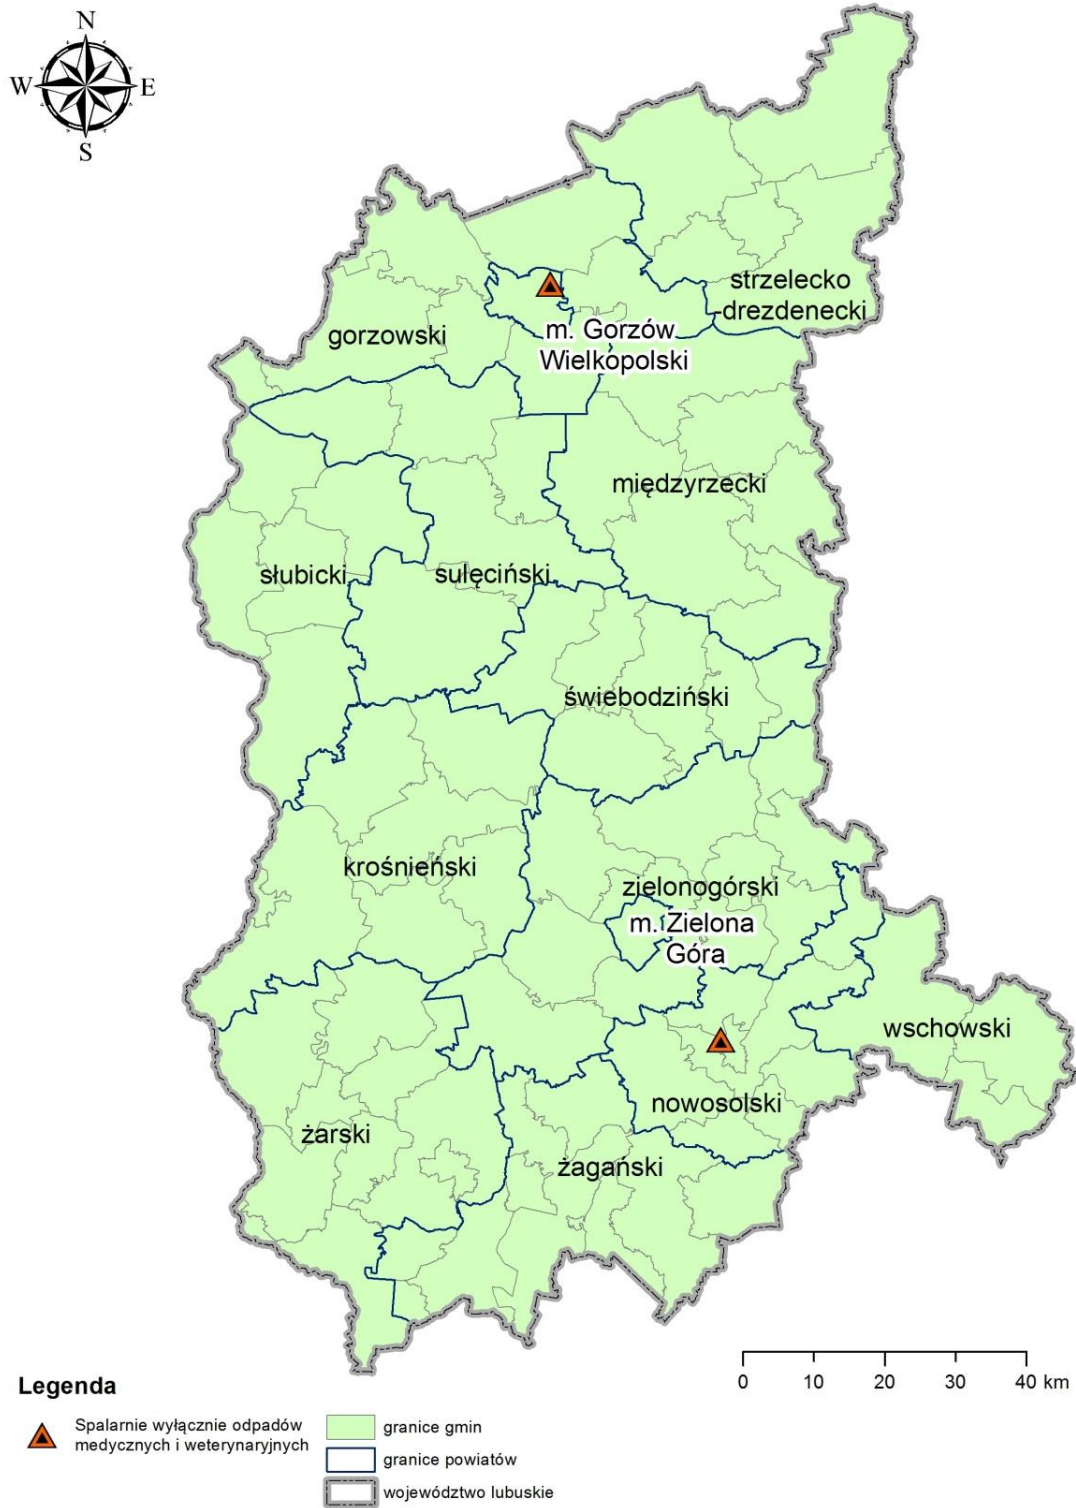 N
W E
S
strzelecko
-drezdenecki
gorzowski
m. Gorzów
Wielkopolski
międzyrzecki
słubicki
sulęciński
świebodziński
krośnieński
zielonogórski
m. Zielona
Góra
wschowski
nowosolski
żarski
żagański
0 10 20 30 40 km
Legenda
Spalarnie wyłącznie odpadów
medycznych i weterynaryjnych
granice gmin
granice powiatów
województwo lubuskie